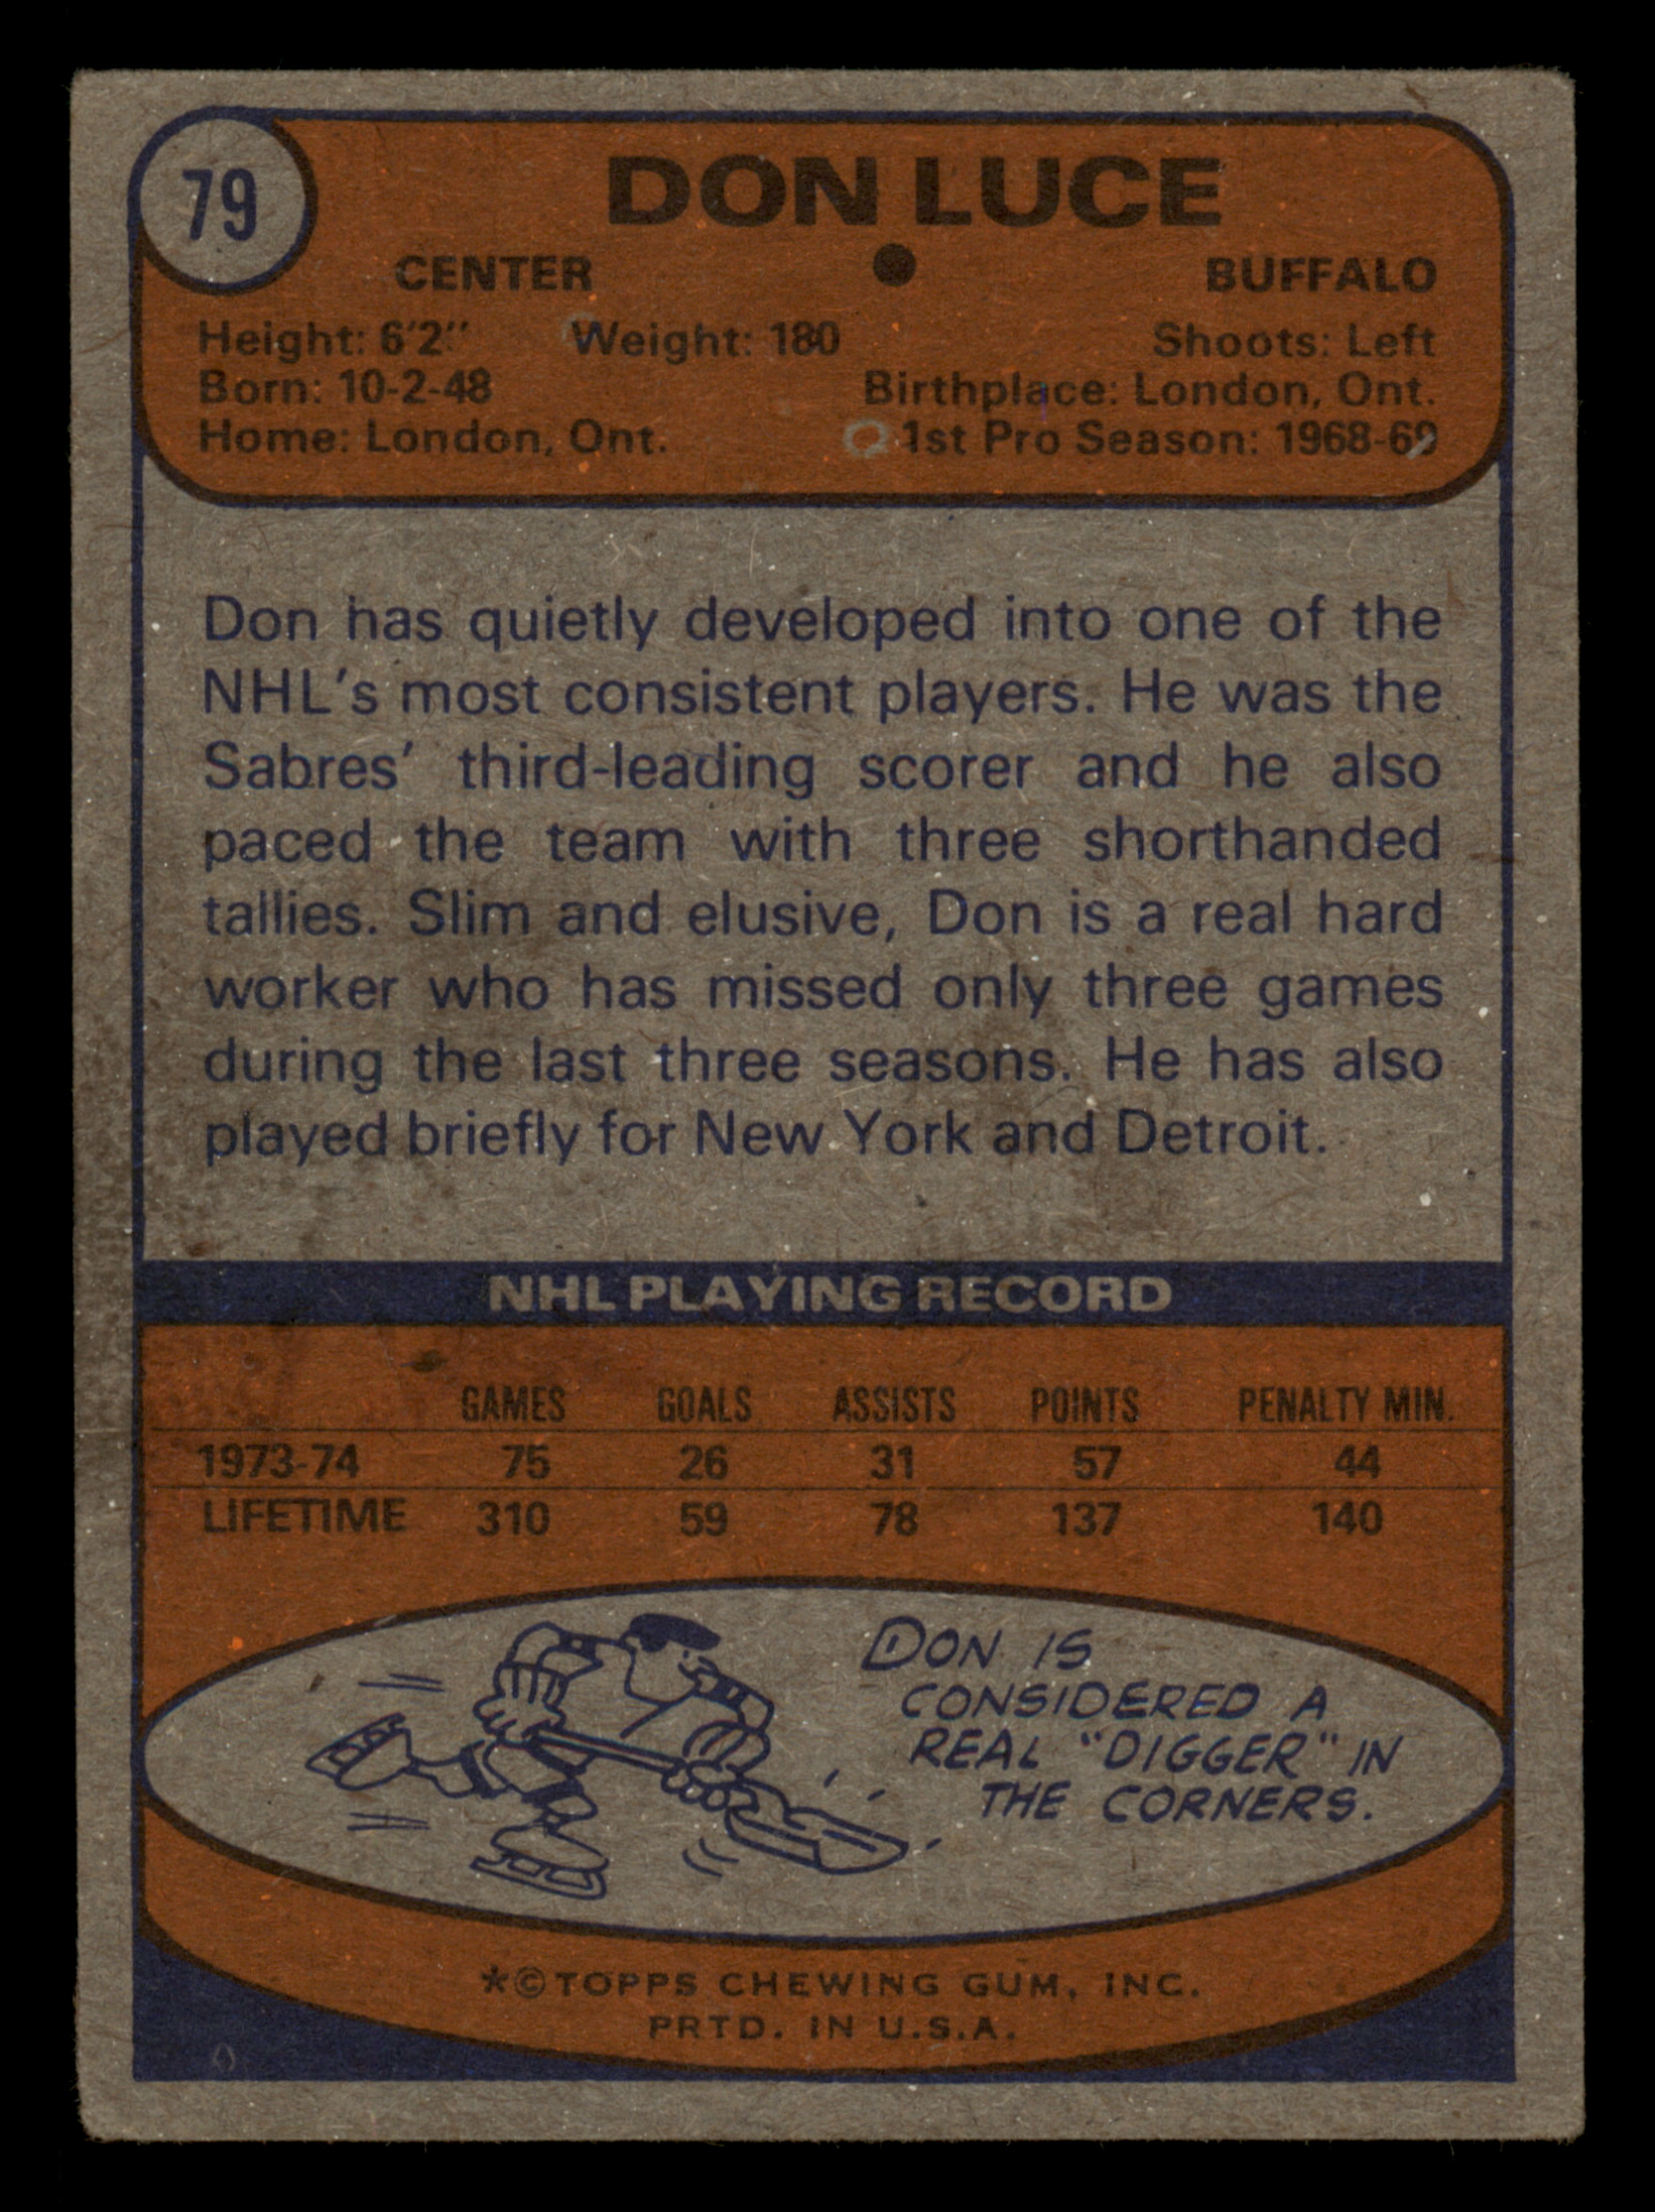 79
DON LUCE
CENTER ● BUFFALO
Height: 6'2" Weight: 180 Shoots: Left
Born: 10-2-48 Birthplace: London, Ont.
Home: London, Ont. 1st Pro Season: 1968-69
Don has quietly developed into one of the
NHL's most consistent players. He was the
Sabres' third-leading scorer and he also
paced the team with three shorthanded
tallies. Slim and elusive, Don is a real hard
worker who has missed only three games
during the last three seasons. He has also
played briefly for New York and Detroit.
NHL PLAYING RECORD
GAMES GOALS ASSISTS POINTS PENALTY MIN.
1973-74 75 26 31 57 44
LIFETIME 310 59 78 137 140
DON IS
CONSIDERED A
REAL "DIGGER" IN
THE CORNERS.
*©TOPPS CHEWING GUM, INC.
PRTD. IN U.S.A.